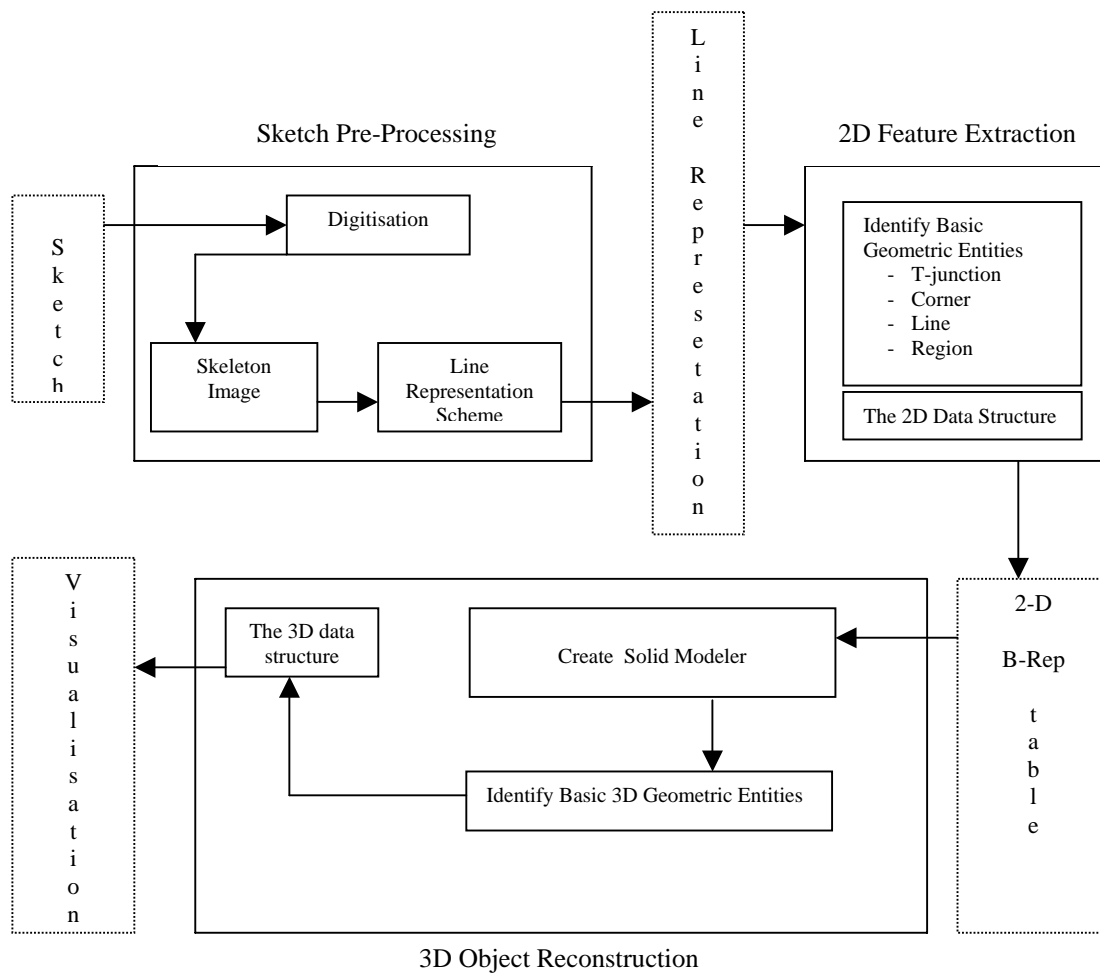 Sketch Pre-Processing
2D Feature Extraction
Sketch
Digitisation
Skeleton
Image
Line
Representation
Scheme
Line Represetation
Identify Basic
Geometric Entities
- T-junction
- Corner
- Line
- Region
The 2D Data Structure
2-D
B-Rep
table
Create Solid Modeler
Identify Basic 3D Geometric Entities
The 3D data
structure
Visualisation
3D Object Reconstruction